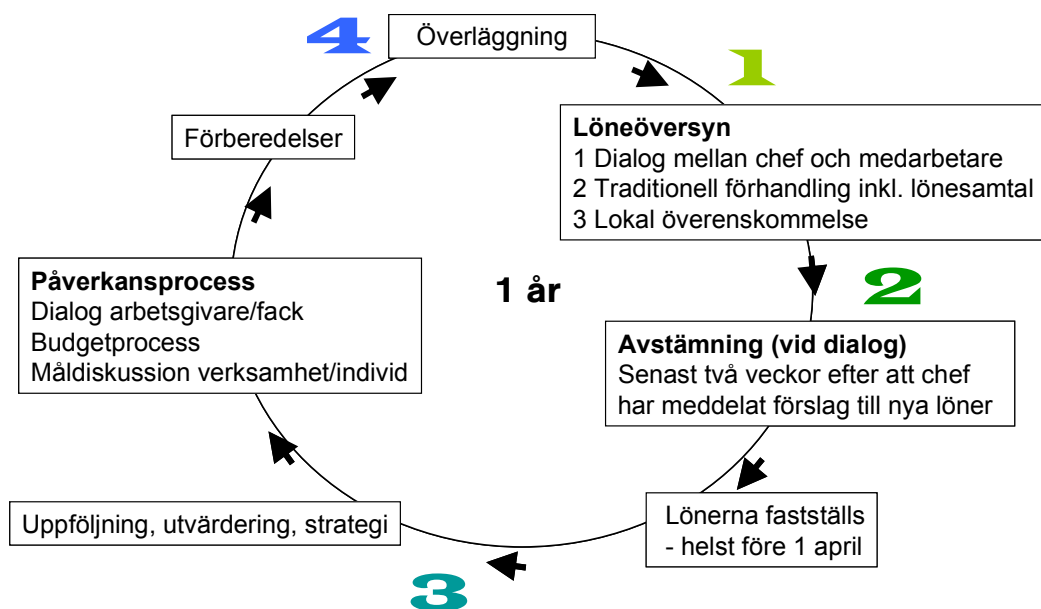 4
Överläggning
1
Löneöversyn
1 Dialog mellan chef och medarbetare
2 Traditionell förhandling inkl. lönesamtal
3 Lokal överenskommelse
2
Avstämning (vid dialog)
Senast två veckor efter att chef
har meddelat förslag till nya löner
Lönerna fastställs
- helst före 1 april
3
Uppföljning, utvärdering, strategi
Påverkansprocess
Dialog arbetsgivare/fack
Budgetprocess
Måldiskussion verksamhet/individ
Förberedelser
1 år